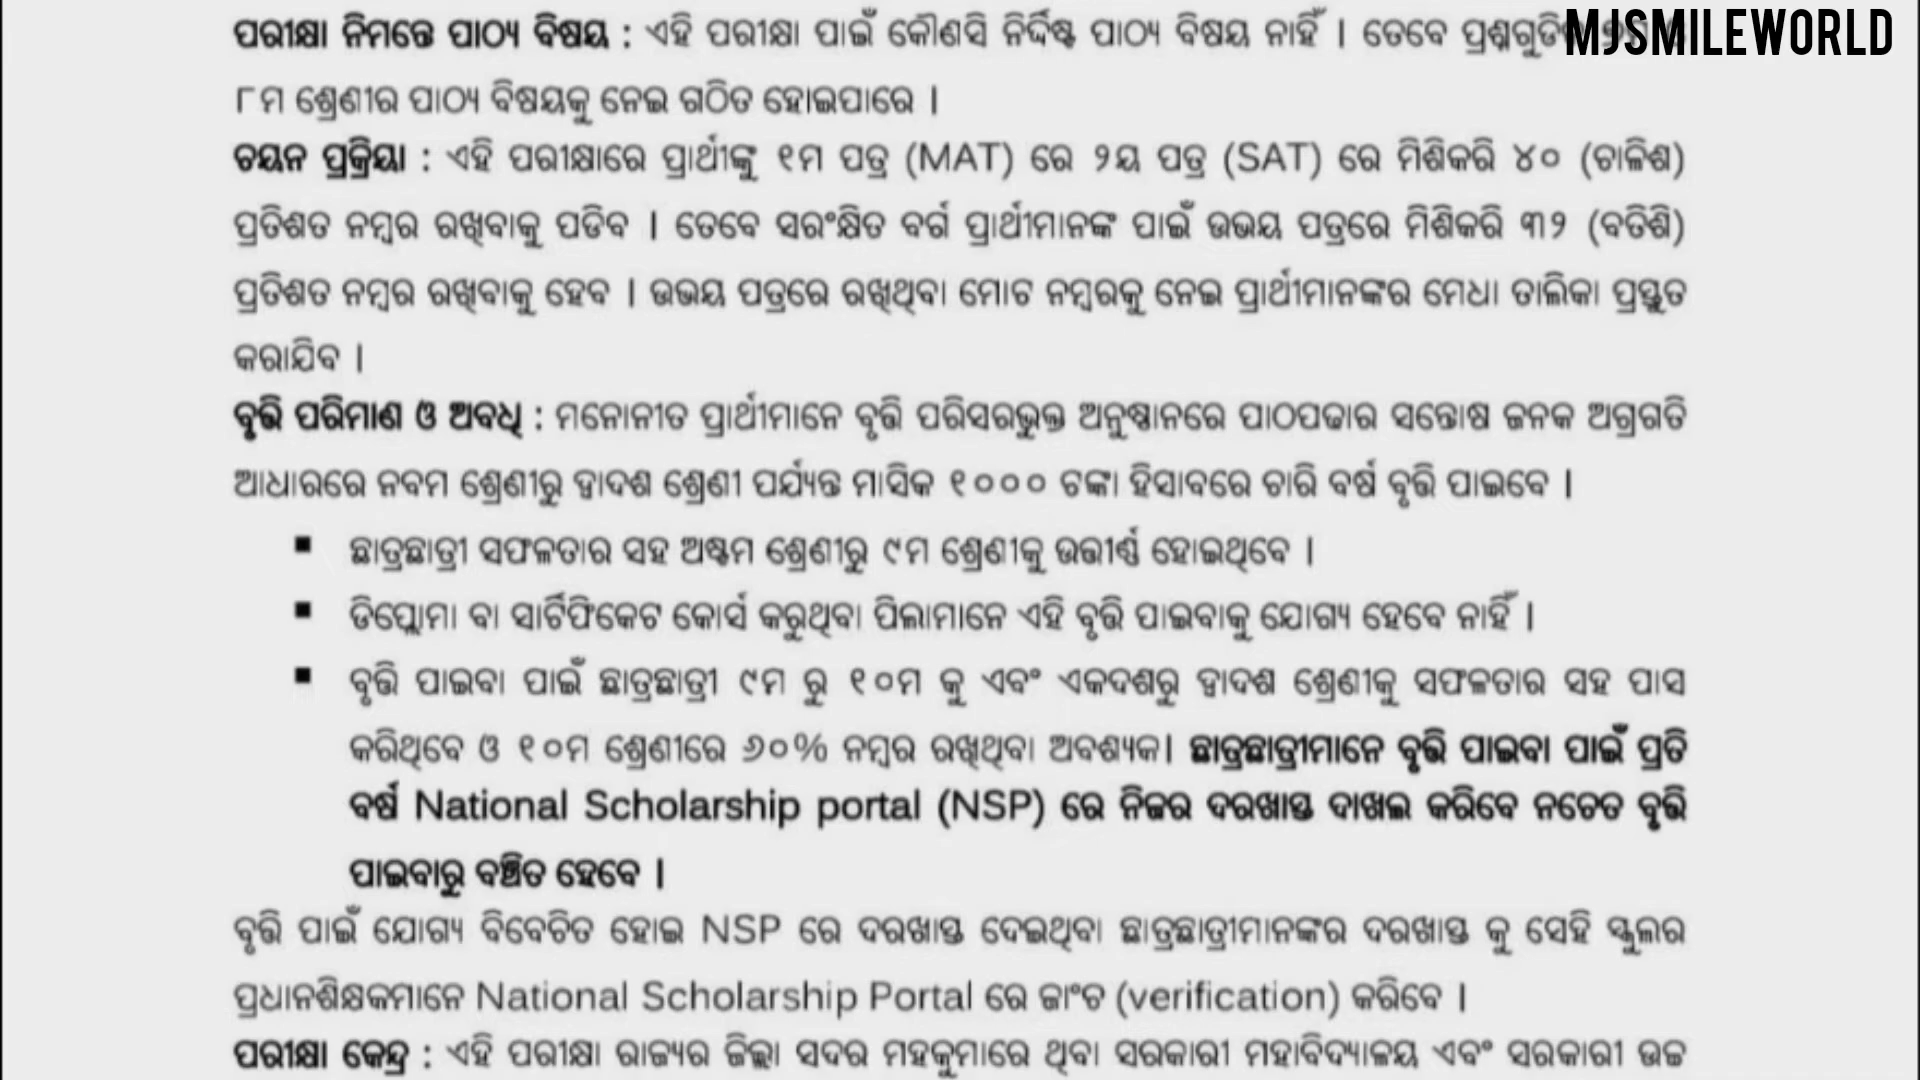 ପରୀକ୍ଷା ନିମନ୍ତେ ପାଠ୍ୟ ବିଷୟ : ଏହି ପରୀକ୍ଷା ପାଇଁ କୌଣସି ନିର୍ଦ୍ଦିଷ୍ଟ ପାଠ୍ୟ ବିଷୟ ନାହିଁ । ତେବେ
MJSMILEWORLD
୮ମ ଶ୍ରେଣୀର ପାଠ୍ୟ ବିଷୟକୁ ନେଇ ଗଠିତ ହୋଇପାରେ ।
ଚୟନ ପ୍ରକ୍ରିୟା : ଏହି ପରୀକ୍ଷାରେ ପ୍ରାର୍ଥୀଙ୍କୁ ୧ମ ପତ୍ର (MAT) ରେ ୨ୟ ପତ୍ର (SAT) ରେ ମିଶିକରି ୪୦ (ଚାଳିଶ)
ପ୍ରତିଶତ ନମ୍ବର ରଖିବାକୁ ପଡିବ । ତେବେ ସରଂକ୍ଷିତ ବର୍ଗ ପ୍ରାର୍ଥୀମାନଙ୍କ ପାଇଁ ଉଭୟ ପତ୍ରରେ ମିଶିକରି ୩୨ (ବତିଶି)
ପ୍ରତିଶତ ନମ୍ବର ରଖିବାକୁ ହେବ । ଉଭୟ ପତ୍ରରେ ରଖିଥିବା ମୋଟ ନମ୍ବରକୁ ନେଇ ପ୍ରାର୍ଥୀମାନଙ୍କର ମେଧା ତାଲିକା ପ୍ରସ୍ତୁତ
କରାଯିବ ।
ବୃତ୍ତି ପରିମାଣ ଓ ଅବଧି : ମନୋନୀତ ପ୍ରାର୍ଥୀମାନେ ବୃତ୍ତି ପରିସରଭୁକ୍ତ ଅନୁଷ୍ଠାନରେ ପାଠପଢାର ସନ୍ତୋଷ ଜନକ ଅଗ୍ରଗତି
ଆଧାରରେ ନବମ ଶ୍ରେଣୀରୁ ଦ୍ୱାଦଶ ଶ୍ରେଣୀ ପର୍ଯ୍ୟନ୍ତ ମାସିକ ୧୦୦୦ ଟଙ୍କା ହିସାବରେ ଚାରି ବର୍ଷ ବୃତ୍ତି ପାଇବେ ।
▪ ଛାତ୍ରଛାତ୍ରୀ ସଫଳତାର ସହ ଅଷ୍ଟମ ଶ୍ରେଣୀରୁ ୯ମ ଶ୍ରେଣୀକୁ ଉତ୍ତୀର୍ଣ୍ଣ ହୋଇଥିବେ ।
▪ ଡିପ୍ଲୋମା ବା ସାର୍ଟିଫିକେଟ କୋର୍ସ କରୁଥିବା ପିଲାମାନେ ଏହି ବୃତ୍ତି ପାଇବାକୁ ଯୋଗ୍ୟ ହେବେ ନାହିଁ ।
▪ ବୃତ୍ତି ପାଇବା ପାଇଁ ଛାତ୍ରଛାତ୍ରୀ ୯ମ ରୁ ୧୦ମ କୁ ଏବଂ ଏକଦଶରୁ ଦ୍ୱାଦଶ ଶ୍ରେଣୀକୁ ସଫଳତାର ସହ ପାସ
କରିଥିବେ ଓ ୧୦ମ ଶ୍ରେଣୀରେ ୬୦% ନମ୍ବର ରଖିଥିବା ଅବଶ୍ୟକ। ଛାତ୍ରଛାତ୍ରୀମାନେ ବୃତ୍ତି ପାଇବା ପାଇଁ ପ୍ରତି
ବର୍ଷ National Scholarship portal (NSP) ରେ ନିଜର ଦରଖାସ୍ତ ଦାଖଲ କରିବେ ନଚେତ ବୃତ୍ତି
ପାଇବାରୁ ବଞ୍ଚିତ ହେବେ ।
ବୃତ୍ତି ପାଇଁ ଯୋଗ୍ୟ ବିବେଚିତ ହୋଇ NSP ରେ ଦରଖାସ୍ତ ଦେଇଥିବା ଛାତ୍ରଛାତ୍ରୀମାନଙ୍କର ଦରଖାସ୍ତ କୁ ସେହି ସ୍କୁଲର
ପ୍ରଧାନଶିକ୍ଷକମାନେ National Scholarship Portal ରେ ଜାଂଚ (verification) କରିବେ ।
ପରୀକ୍ଷା କେନ୍ଦ୍ର : ଏହି ପରୀକ୍ଷା ରାଜ୍ୟର ଜିଲ୍ଲା ସଦର ମହକୁମାରେ ଥିବା ସରକାରୀ ମହାବିଦ୍ୟାଳୟ ଏବଂ ସରକାରୀ ଉଚ୍ଚ